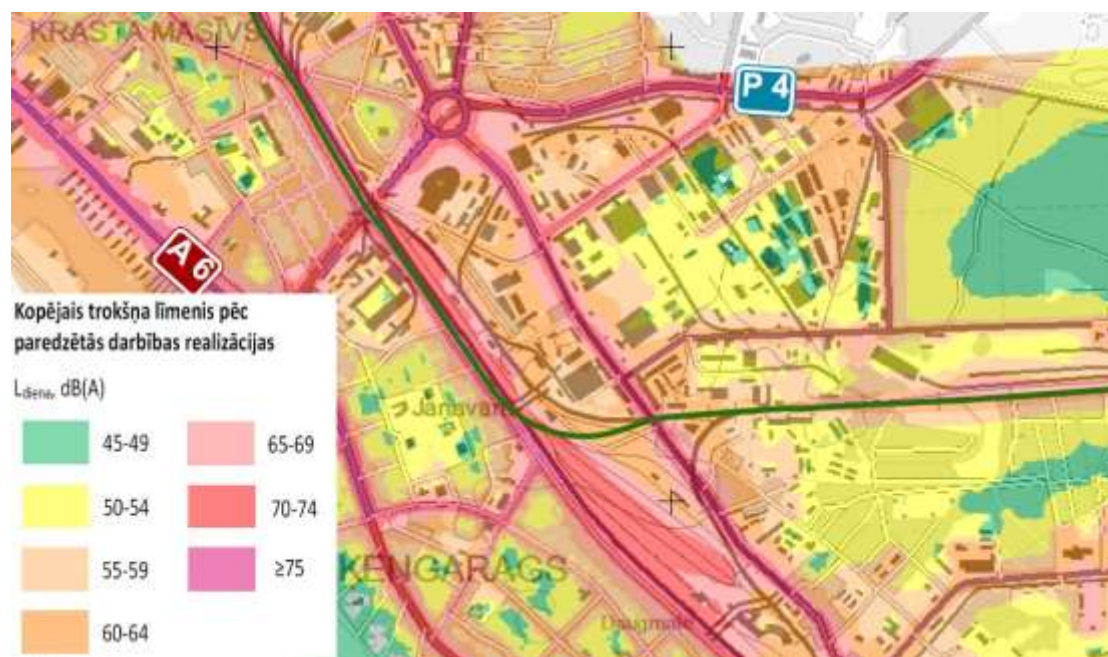 KRASTA MASĪVS
P 4
A 6
Kopējais trokšņa līmenis pēc
paredzētās darbības realizācijas
Ldiena, dB(A)
45-49
65-69
50-54
70-74
55-59
≥75
60-64
Jāņavārti
ĶENGARAGS
Daugmale